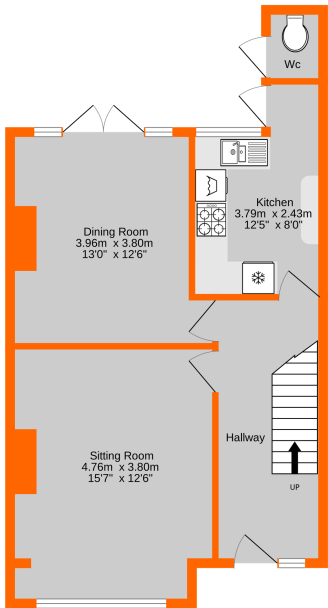 Wc
Kitchen
3.79m x 2.43m
12'5" x 8'0"
Dining Room
3.96m x 3.80m
13'0" x 12'6"
Sitting Room
4.76m x 3.80m
15'7" x 12'6"
Hallway
UP